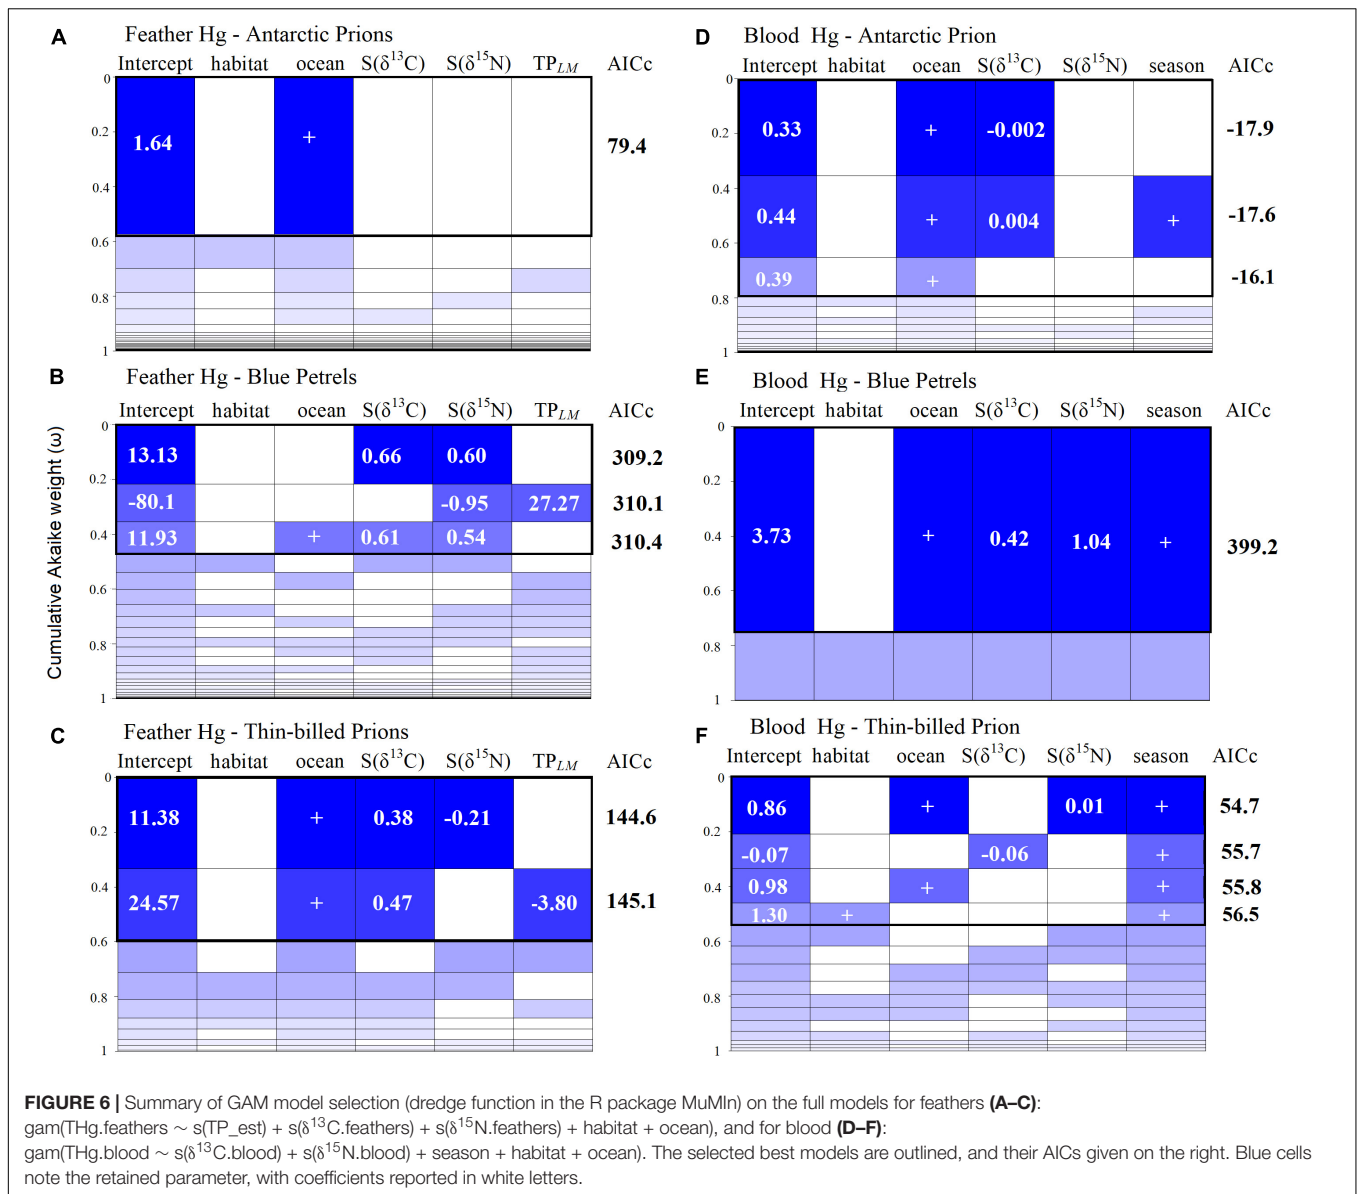 A Feather Hg - Antarctic Prions
Intercept habitat ocean S(δ¹³C) S(δ¹⁵N) TP_LM AICc
0
0.2
0.4
0.6
0.8
1
1.64 + 79.4
B Feather Hg - Blue Petrels
Intercept habitat ocean S(δ¹³C) S(δ¹⁵N) TP_LM AICc
0
0.2
0.4
0.6
0.8
1
13.13 0.66 0.60 309.2
-80.1 -0.95 27.27 310.1
11.93 + 0.61 0.54 310.4
Cumulative Akaike weight (ω)
C Feather Hg - Thin-billed Prions
Intercept habitat ocean S(δ¹³C) S(δ¹⁵N) TP_LM AICc
0
0.2
0.4
0.6
0.8
1
11.38 + 0.38 -0.21 144.6
24.57 + 0.47 -3.80 145.1
D Blood Hg - Antarctic Prion
Intercept habitat ocean S(δ¹³C) S(δ¹⁵N) season AICc
0
0.2
0.4
0.6
0.8
1
0.33 + -0.002 -17.9
0.44 + 0.004 + -17.6
0.39 + -16.1
E Blood Hg - Blue Petrels
Intercept habitat ocean S(δ¹³C) S(δ¹⁵N) season AICc
0
0.2
0.4
0.6
0.8
1
3.73 + 0.42 1.04 + 399.2
F Blood Hg - Thin-billed Prion
Intercept habitat ocean S(δ¹³C) S(δ¹⁵N) season AICc
0
0.2
0.4
0.6
0.8
1
0.86 + 0.01 + 54.7
-0.07 -0.06 + 55.7
0.98 + + 55.8
1.30 + + 56.5
FIGURE 6 | Summary of GAM model selection (dredge function in the R package MuMIn) on the full models for feathers (A–C):
gam(THg.feathers ∼ s(TP_est) + s(δ¹³C.feathers) + s(δ¹⁵N.feathers) + habitat + ocean), and for blood (D–F):
gam(THg.blood ∼ s(δ¹³C.blood) + s(δ¹⁵N.blood) + season + habitat + ocean). The selected best models are outlined, and their AICs given on the right. Blue cells
note the retained parameter, with coefficients reported in white letters.